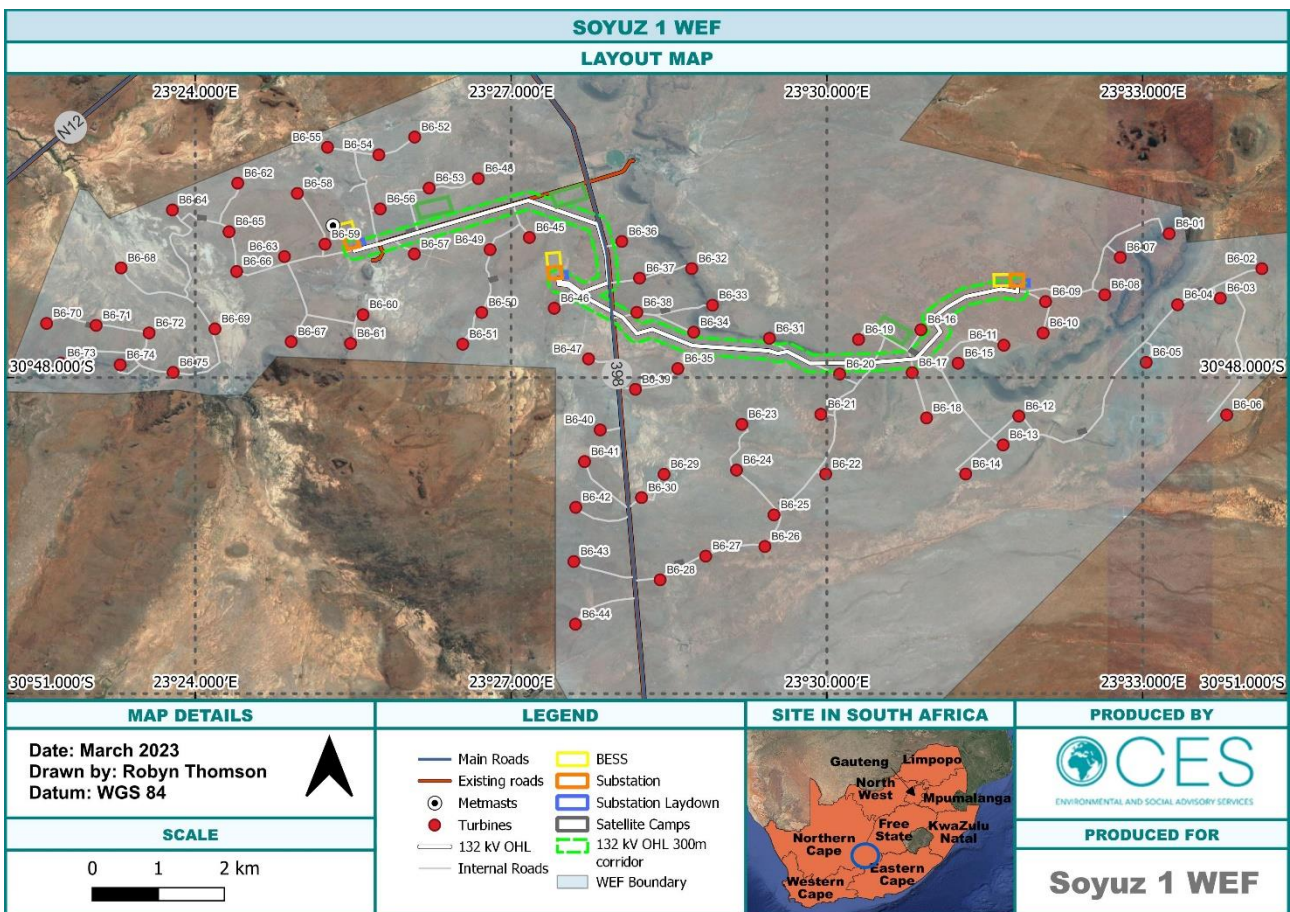 SOYUZ 1 WEF
LAYOUT MAP
23°24.000'E
23°27.000'E
23°30.000'E
23°33.000'E
N12
B6-55
B6-54
B6-52
B6-62
B6-58
B6-53
B6-48
B6-64
B6-56
B6-65
B6-59
B6-63
B6-57
B6-49
B6-45
B6-36
B6-01
B6-07
B6-02
B6-68
B6-66
B6-37
B6-32
B6-08
B6-04
B6-03
B6-60
B6-50
B6-46
B6-38
B6-33
B6-09
B6-70
B6-71
B6-72
B6-69
B6-67
B6-61
B6-51
B6-34
B6-31
B6-19
B6-16
B6-11
B6-10
B6-73
B6-74
B6-75
B6-47
B6-35
B6-20
B6-17
B6-15
B6-05
30°48.000'S
30°48.000'S
398
B6-39
B6-40
B6-23
B6-21
B6-18
B6-12
B6-06
B6-41
B6-29
B6-24
B6-22
B6-13
B6-14
B6-42
B6-30
B6-25
B6-43
B6-28
B6-27
B6-26
B6-44
30°51.000'S
23°24.000'E
23°27.000'E
23°30.000'E
23°33.000'E
30°51.000'S
MAP DETAILS
Date: March 2023
Drawn by: Robyn Thomson
Datum: WGS 84
SCALE
0 1 2 km
LEGEND
Main Roads
Existing roads
Metmasts
Turbines
132 kV OHL
Internal Roads
BESS
Substation
Substation Laydown
Satellite Camps
132 kV OHL 300m
corridor
WEF Boundary
SITE IN SOUTH AFRICA
Limpopo
Gauteng
North
West
Mpumalanga
Free
State
KwaZulu
Natal
Northern
Cape
Eastern
Cape
Western
Cape
PRODUCED BY
CES
ENVIRONMENTAL AND SOCIAL ADVISORY SERVICES
PRODUCED FOR
Soyuz 1 WEF